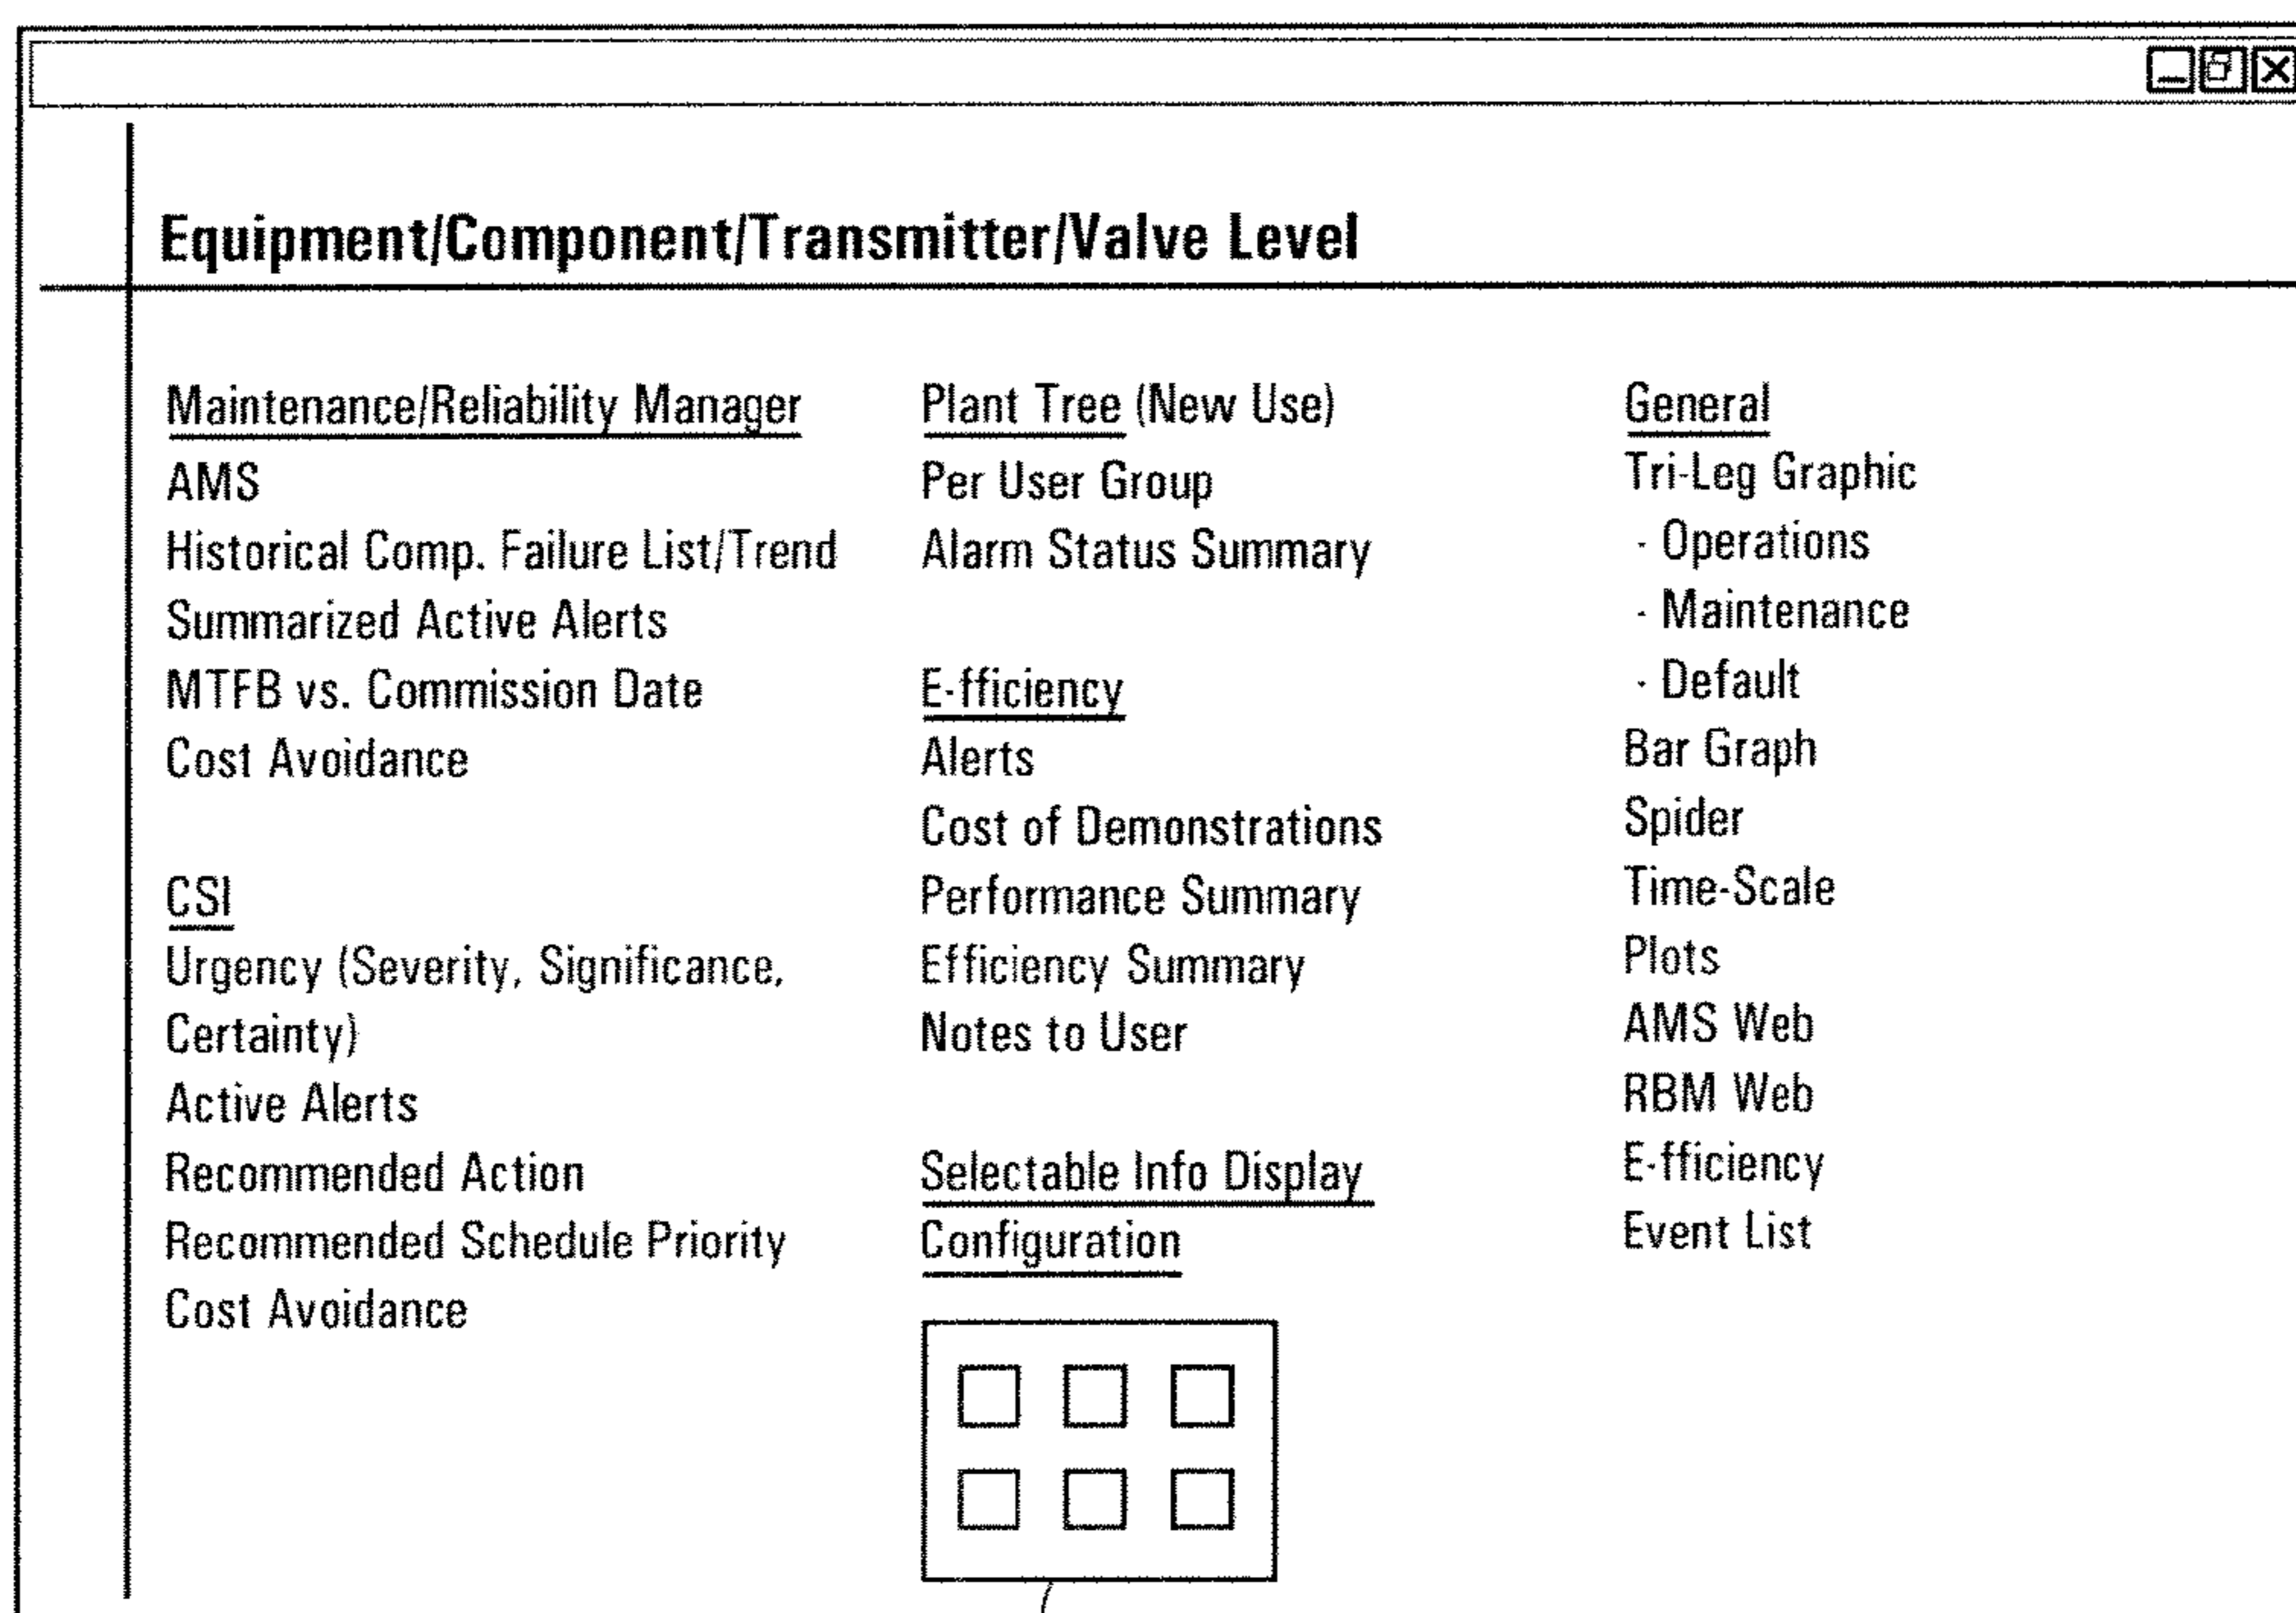 Equipment/Component/Transmitter/Valve Level
Maintenance/Reliability Manager
AMS
Historical Comp. Failure List/Trend
Summarized Active Alerts
MTFB vs. Commission Date
Cost Avoidance
CSI
Urgency (Severity, Significance,
Certainty)
Active Alerts
Recommended Action
Recommended Schedule Priority
Cost Avoidance
Plant Tree (New Use)
Per User Group
Alarm Status Summary
E-fficiency
Alerts
Cost of Demonstrations
Performance Summary
Efficiency Summary
Notes to User
Selectable Info Display
Configuration
General
Tri-Leg Graphic
- Operations
- Maintenance
- Default
Bar Graph
Spider
Time-Scale
Plots
AMS Web
RBM Web
E-fficiency
Event List